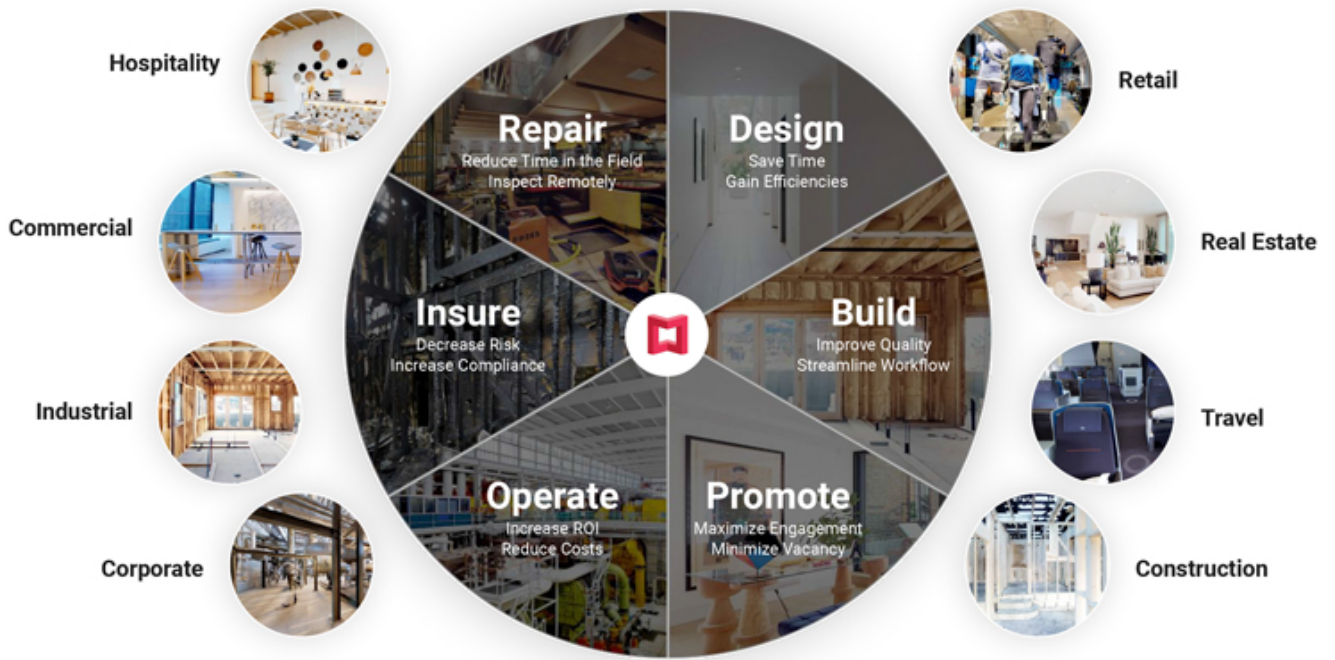 Hospitality
Commercial
Industrial
Corporate
Repair
Reduce Time in the Field
Inspect Remotely
Design
Save Time
Gain Efficiencies
Insure
Decrease Risk
Increase Compliance
Build
Improve Quality
Streamline Workflow
Operate
Increase ROI
Reduce Costs
Promote
Maximize Engagement
Minimize Vacancy
Retail
Real Estate
Travel
Construction